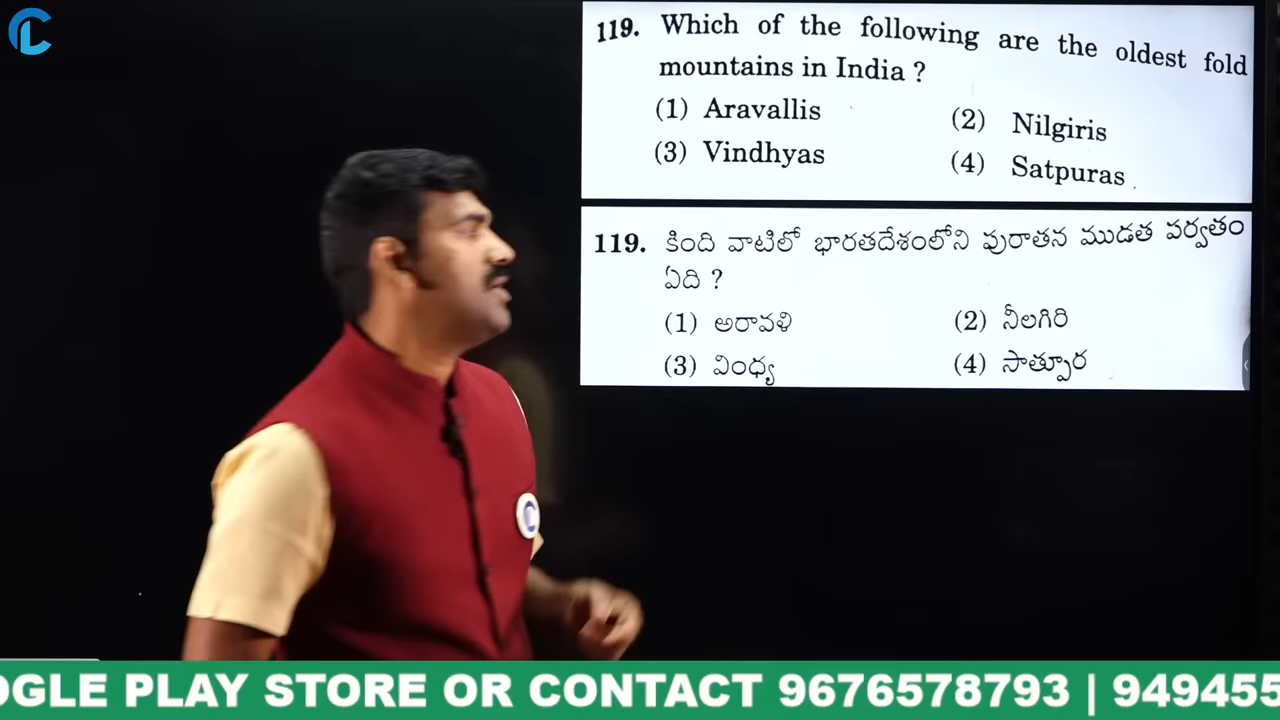 119. Which of the following are the oldest fold
mountains in India ?
(1) Aravallis (2) Nilgiris
(3) Vindhyas (4) Satpuras
119. కింది వాటిలో భారతదేశంలోని పురాతన ముడత పర్వతం
ఏది ?
(1) అరావళి (2) నీలగిరి
(3) వింధ్య (4) సాత్పూర
OGLE PLAY STORE OR CONTACT 9676578793 | 949455